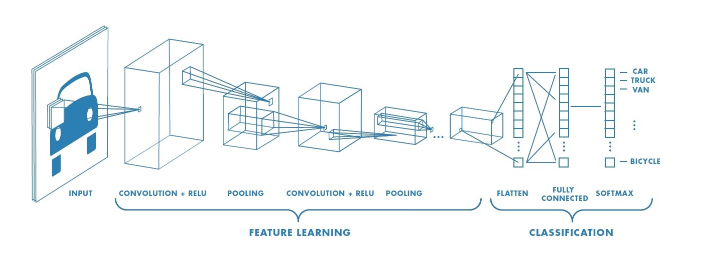 CAR
TRUCK
VAN
BICYCLE
INPUT
CONVOLUTION + RELU
POOLING
CONVOLUTION + RELU
POOLING
FLATTEN
FULLY
CONNECTED
SOFTMAX
FEATURE LEARNING
CLASSIFICATION